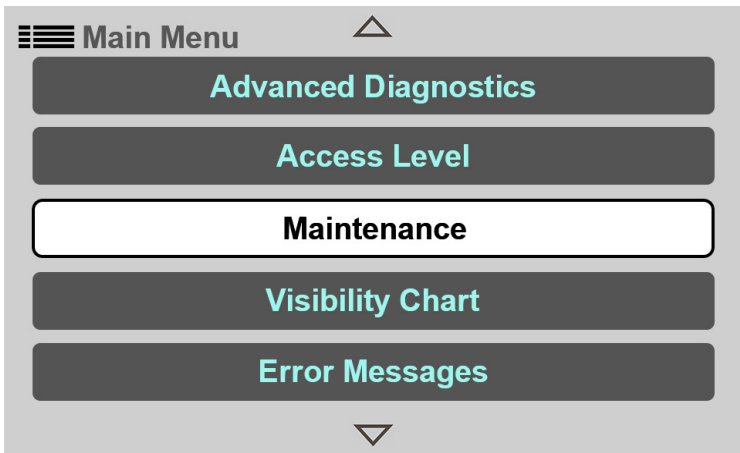 Main Menu
Advanced Diagnostics
Access Level
Maintenance
Visibility Chart
Error Messages